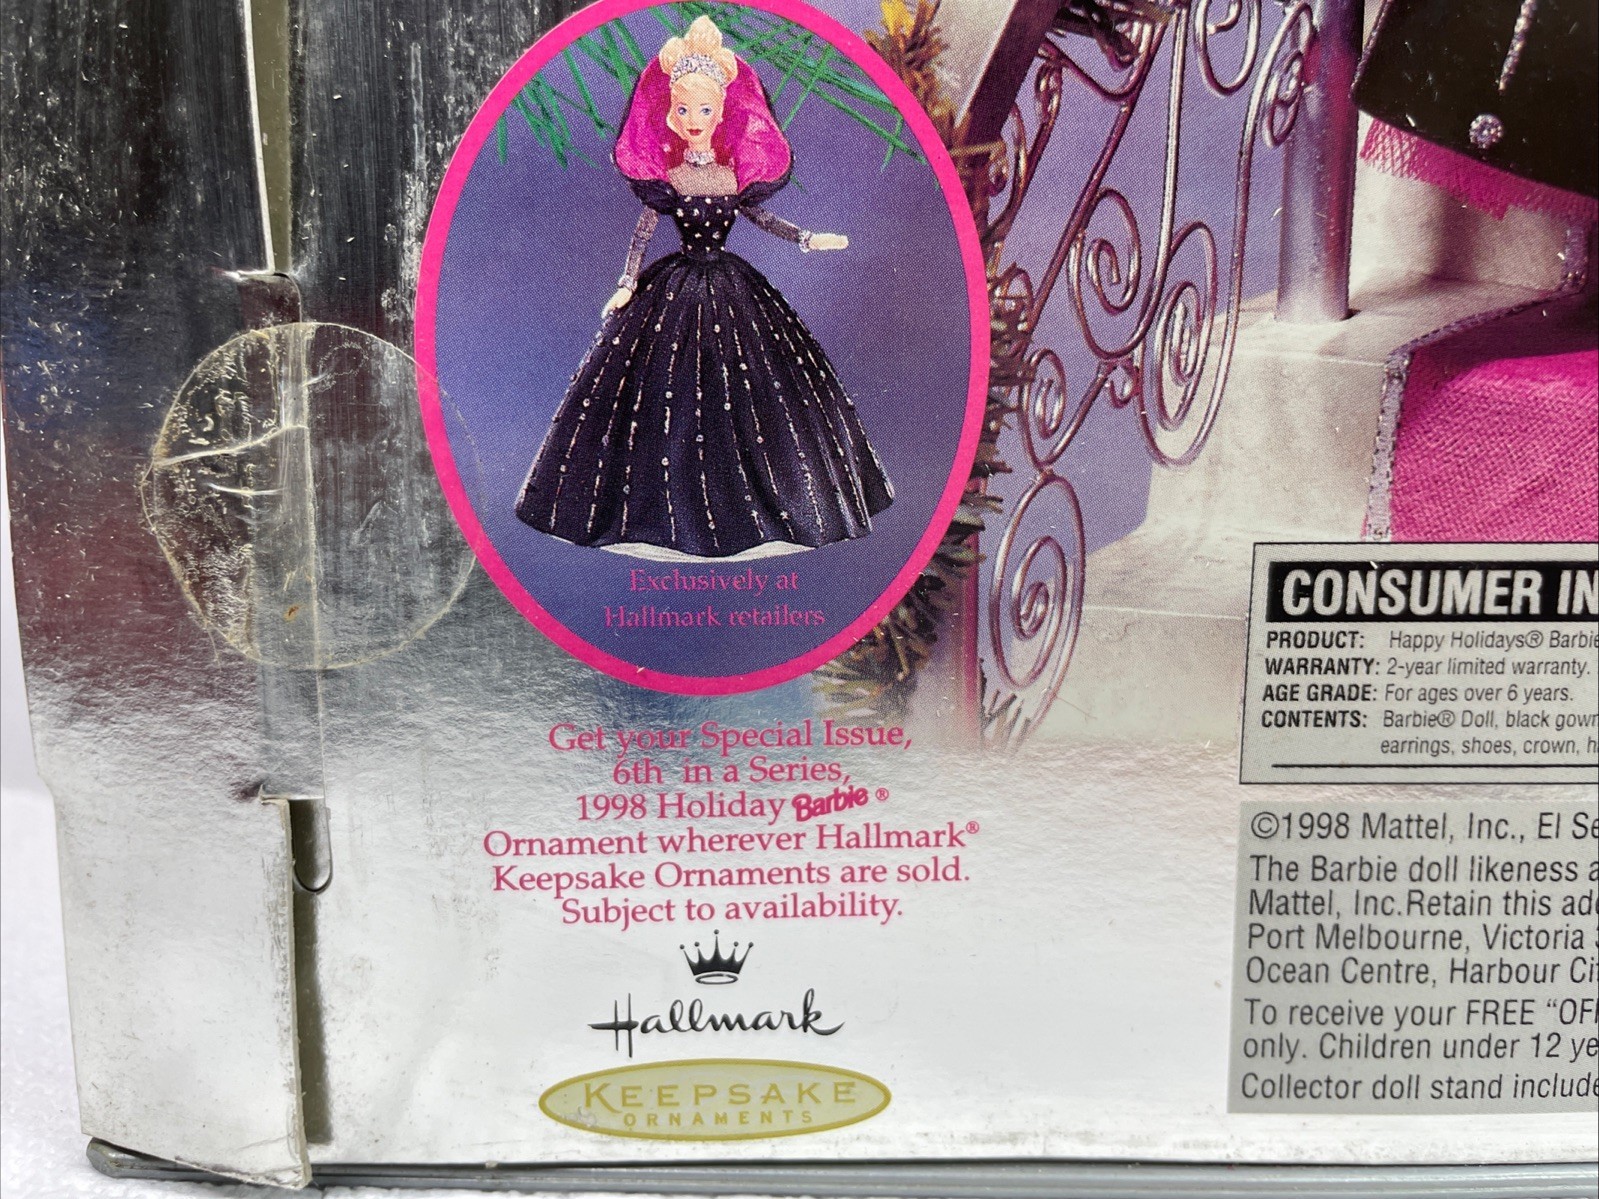 Exclusively at
Hallmark retailers
Get your Special Issue,
6th in a Series,
1998 Holiday Barbie®
Ornament wherever Hallmark®
Keepsake Ornaments are sold.
Subject to availability.
Hallmark
KEEPSAKE
ORNAMENTS
CONSUMER IN
PRODUCT: Happy Holidays® Barbie
WARRANTY: 2-year limited warranty.
AGE GRADE: For ages over 6 years.
CONTENTS: Barbie® Doll, black gown
earrings, shoes, crown, h
©1998 Mattel, Inc., El Se
The Barbie doll likeness a
Mattel, Inc.Retain this add
Port Melbourne, Victoria 3
Ocean Centre, Harbour Cit
To receive your FREE “OFF
only. Children under 12 ye
Collector doll stand include